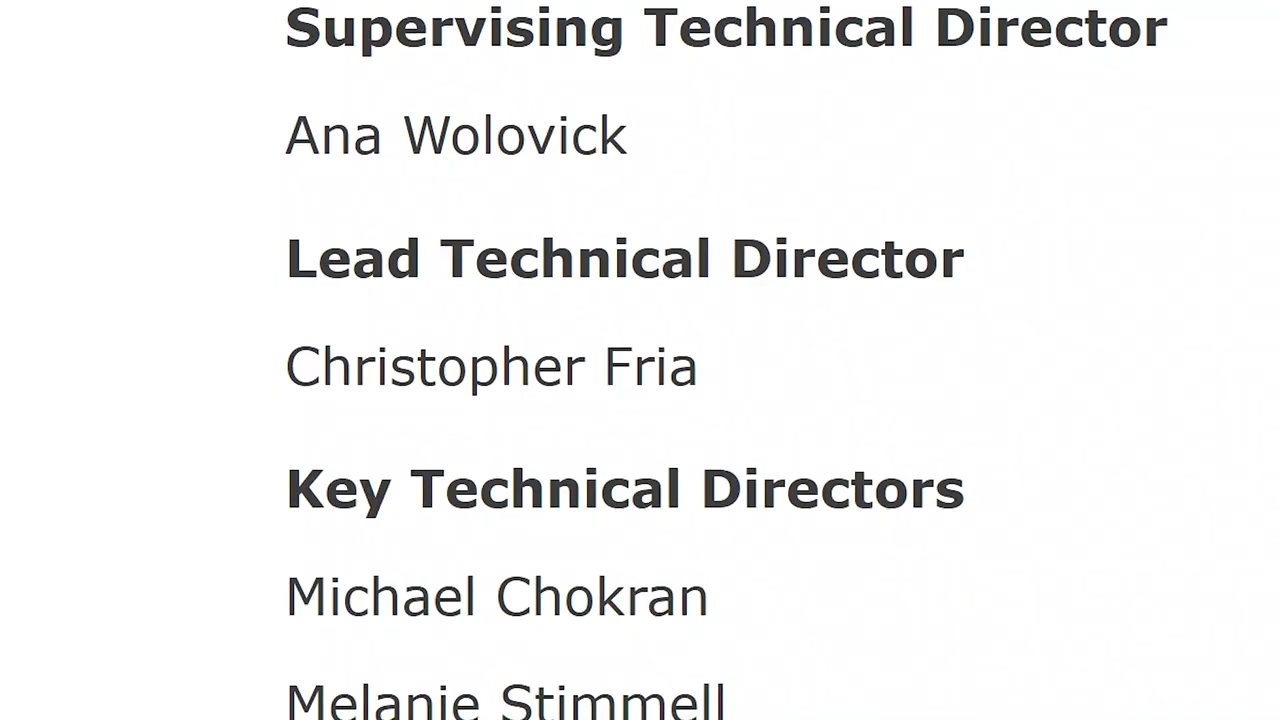 Supervising Technical Director
Ana Wolovick
Lead Technical Director
Christopher Fria
Key Technical Directors
Michael Chokran
Melanie Stimmell